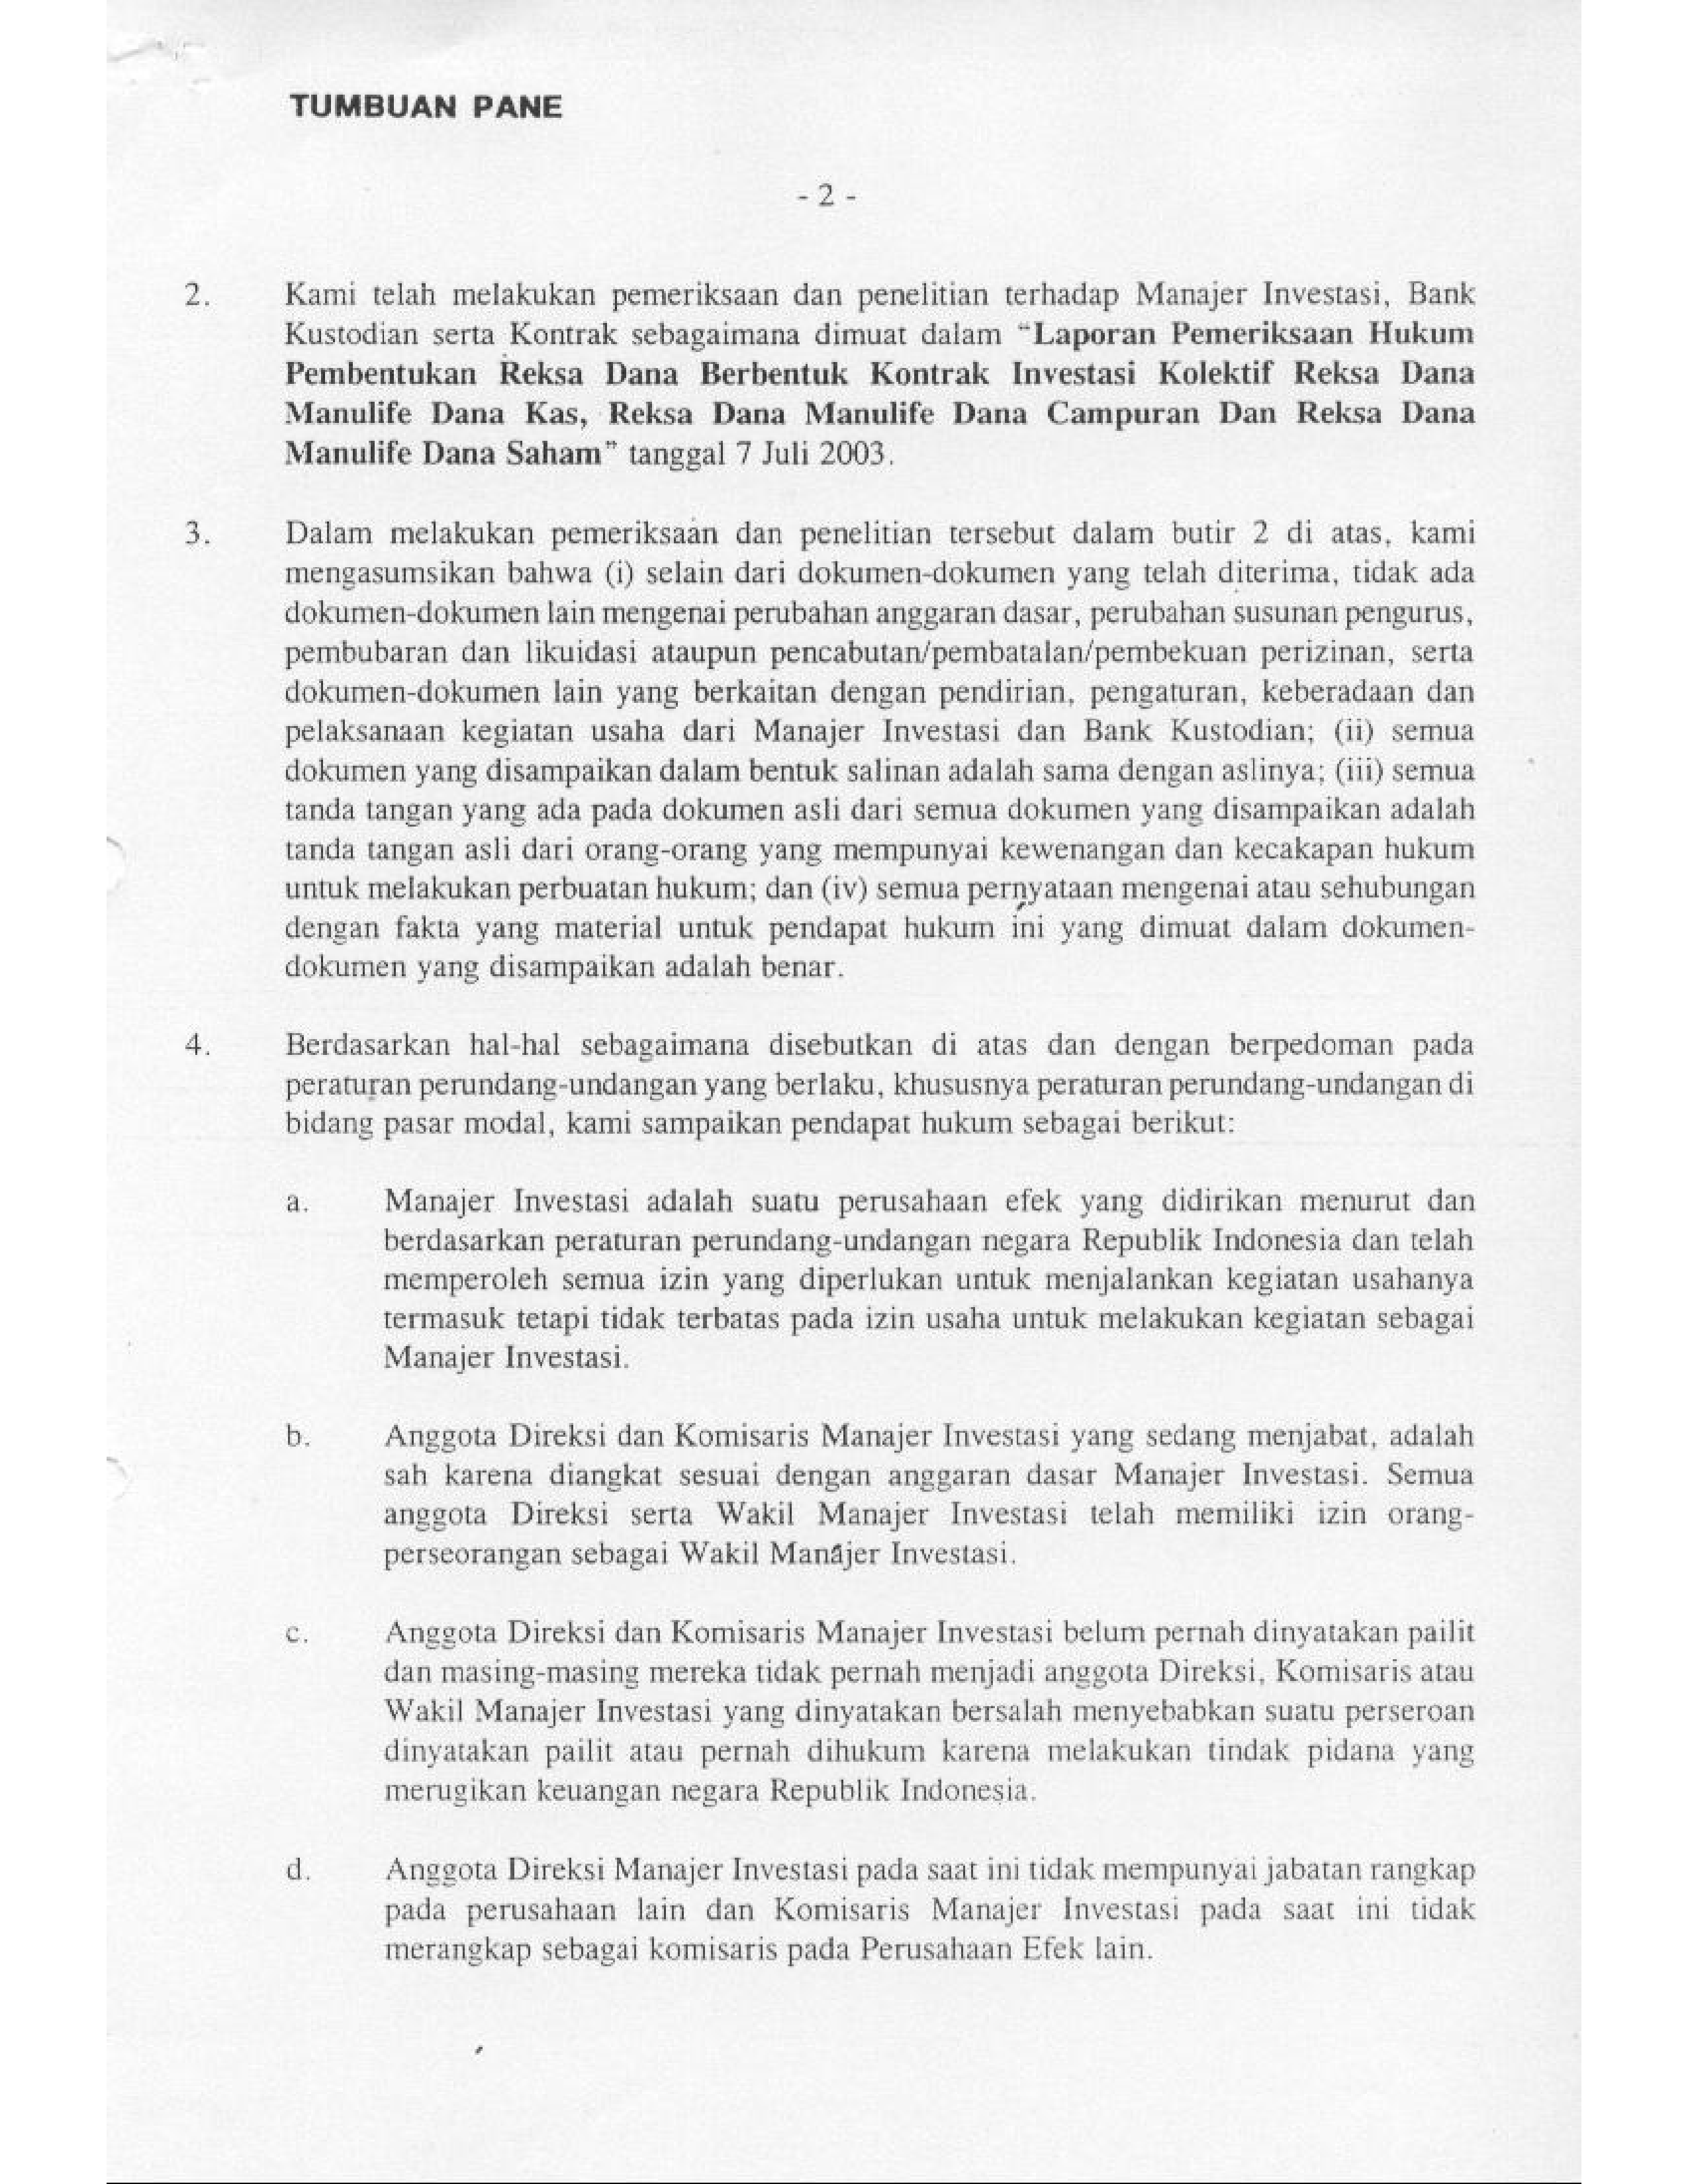 TUMBUAN PANE
- 2 -
2. Kami telah melakukan pemeriksaan dan penelitian terhadap Manajer Investasi, Bank
Kustodian serta Kontrak sebagaimana dimuat dalam "Laporan Pemeriksaan Hukum
Pembentukan Reksa Dana Berbentuk Kontrak Investasi Kolektif Reksa Dana
Manulife Dana Kas, Reksa Dana Manulife Dana Campuran Dan Reksa Dana
Manulife Dana Saham" tanggal 7 Juli 2003.
3. Dalam melakukan pemeriksaan dan penelitian tersebut dalam butir 2 di atas, kami
mengasumsikan bahwa (i) selain dari dokumen-dokumen yang telah diterima, tidak ada
dokumen-dokumen lain mengenai perubahan anggaran dasar, perubahan susunan pengurus,
pembubaran dan likuidasi ataupun pencabutan/pembatalan/pembekuan perizinan, serta
dokumen-dokumen lain yang berkaitan dengan pendirian, pengaturan, keberadaan dan
pelaksanaan kegiatan usaha dari Manajer Investasi dan Bank Kustodian; (ii) semua
dokumen yang disampaikan dalam bentuk salinan adalah sama dengan aslinya; (iii) semua
tanda tangan yang ada pada dokumen asli dari semua dokumen yang disampaikan adalah
tanda tangan asli dari orang-orang yang mempunyai kewenangan dan kecakapan hukum
untuk melakukan perbuatan hukum; dan (iv) semua pernyataan mengenai atau sehubungan
dengan fakta yang material untuk pendapat hukum ini yang dimuat dalam dokumen-
dokumen yang disampaikan adalah benar.
4. Berdasarkan hal-hal sebagaimana disebutkan di atas dan dengan berpedoman pada
peraturan perundang-undangan yang berlaku, khususnya peraturan perundang-undangan di
bidang pasar modal, kami sampaikan pendapat hukum sebagai berikut:
a. Manajer Investasi adalah suatu perusahaan efek yang didirikan menurut dan
berdasarkan peraturan perundang-undangan negara Republik Indonesia dan telah
memperoleh semua izin yang diperlukan untuk menjalankan kegiatan usahanya
termasuk tetapi tidak terbatas pada izin usaha untuk melakukan kegiatan sebagai
Manajer Investasi.
b. Anggota Direksi dan Komisaris Manajer Investasi yang sedang menjabat, adalah
sah karena diangkat sesuai dengan anggaran dasar Manajer Investasi. Semua
anggota Direksi serta Wakil Manajer Investasi telah memiliki izin orang-
perseorangan sebagai Wakil Manajer Investasi.
c. Anggota Direksi dan Komisaris Manajer Investasi belum pernah dinyatakan pailit
dan masing-masing mereka tidak pernah menjadi anggota Direksi, Komisaris atau
Wakil Manajer Investasi yang dinyatakan bersalah menyebabkan suatu perseroan
dinyatakan pailit atau pernah dihukum karena melakukan tindak pidana yang
merugikan keuangan negara Republik Indonesia.
d. Anggota Direksi Manajer Investasi pada saat ini tidak mempunyai jabatan rangkap
pada perusahaan lain dan Komisaris Manajer Investasi pada saat ini tidak
merangkap sebagai komisaris pada Perusahaan Efek lain.